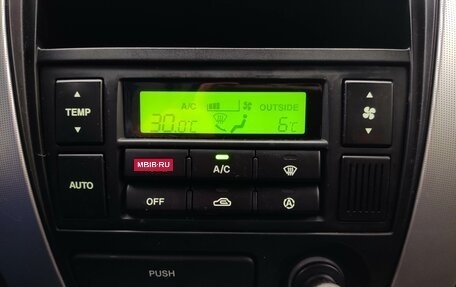 A/C OUTSIDE
30.0°C 6°C
TEMP
MBIB.RU
A/C
AUTO
OFF
A
PUSH